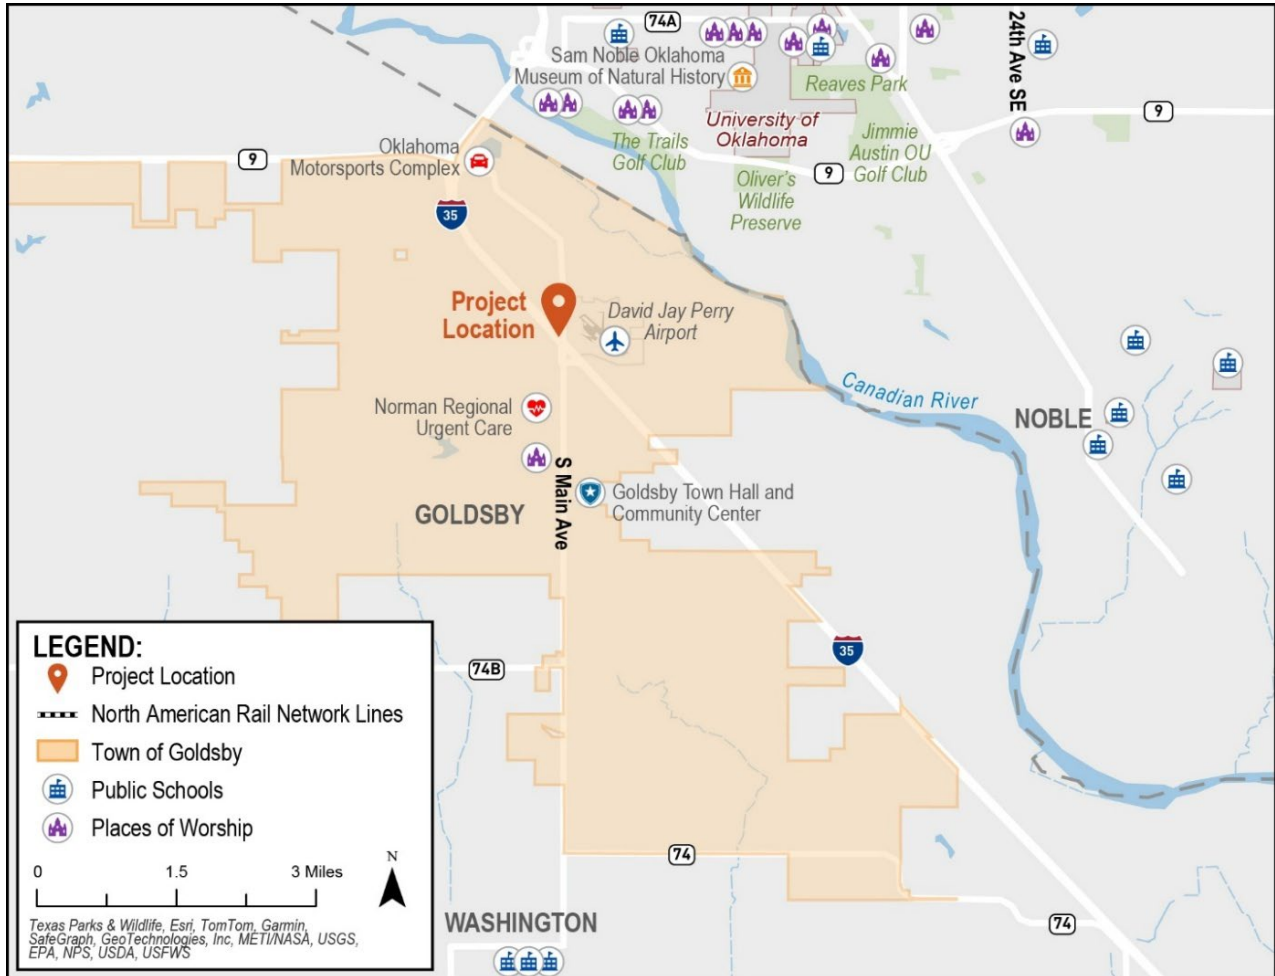 74A
24th Ave SE
Sam Noble Oklahoma
Museum of Natural History
Reaves Park
University of
Oklahoma
The Trails
Golf Club
Jimmie
Austin OU
Golf Club
9
9
Oliver's
Wildlife
Preserve
9
Oklahoma
Motorsports Complex
35
Project
Location
David Jay Perry
Airport
Canadian River
NOBLE
Norman Regional
Urgent Care
S Main Ave
Goldsby Town Hall and
Community Center
GOLDSBY
35
74B
74
74
WASHINGTON
LEGEND:
Project Location
North American Rail Network Lines
Town of Goldsby
Public Schools
Places of Worship
0 1.5 3 Miles
N
Texas Parks & Wildlife, Esri, TomTom, Garmin,
SafeGraph, GeoTechnologies, Inc, METI/NASA, USGS,
EPA, NPS, USDA, USFWS